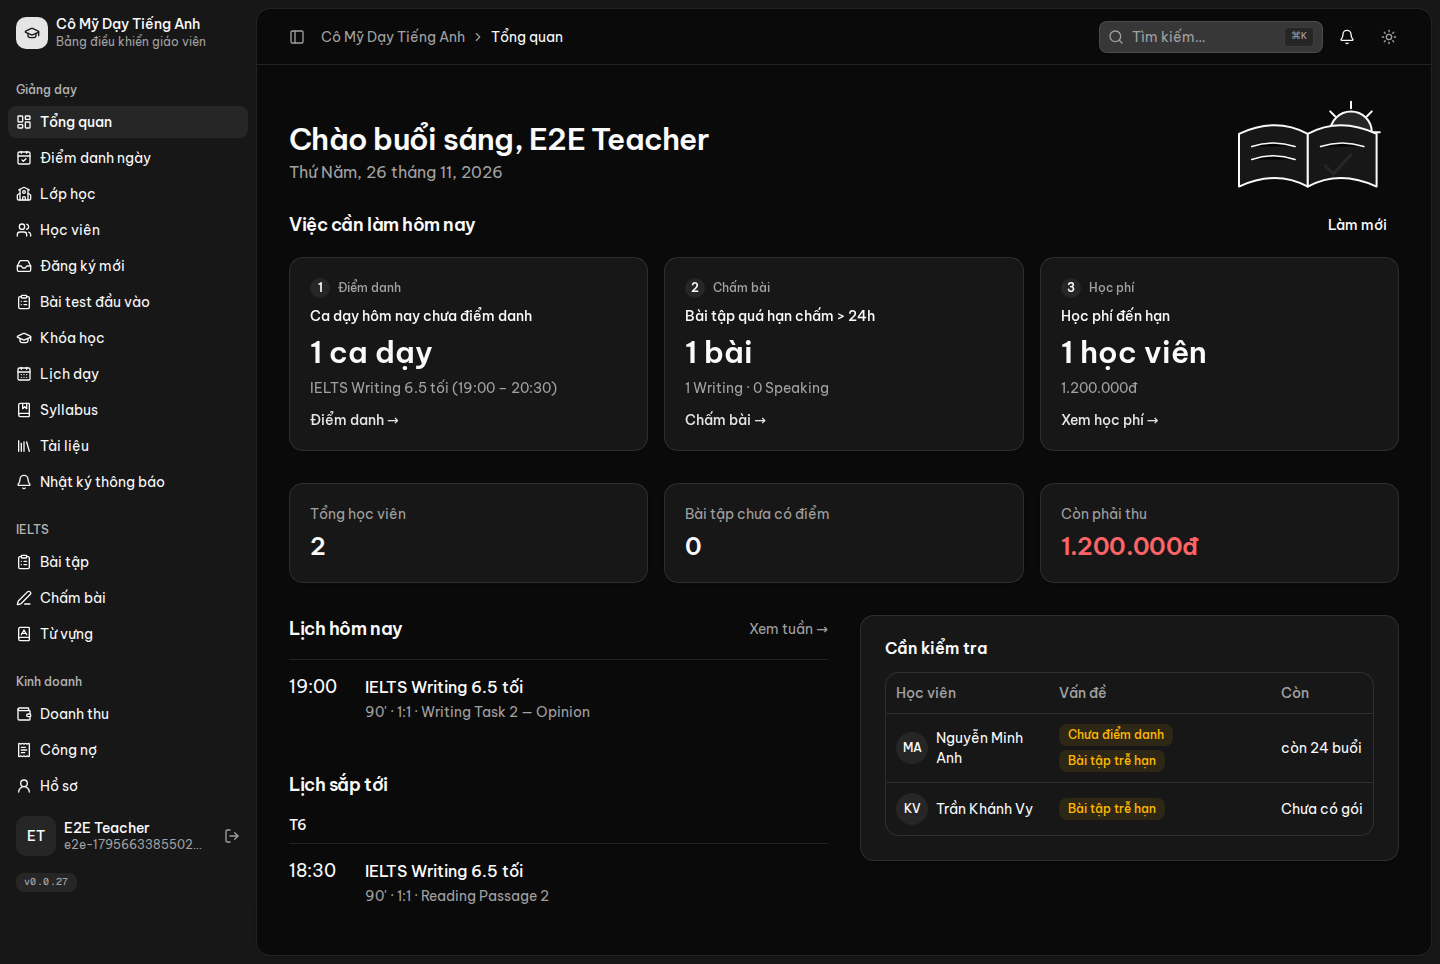 Cô Mỹ Dạy Tiếng Anh
Bảng điều khiển giáo viên
Giảng dạy
Tổng quan
Điểm danh ngày
Lớp học
Học viên
Đăng ký mới
Bài test đầu vào
Khóa học
Lịch dạy
Syllabus
Tài liệu
Nhật ký thông báo
IELTS
Bài tập
Chấm bài
Từ vựng
Kinh doanh
Doanh thu
Công nợ
Hồ sơ
ET
E2E Teacher
e2e-1795663385502...
v0.0.27
Cô Mỹ Dạy Tiếng Anh > Tổng quan
Tìm kiếm...
⌘K
Chào buổi sáng, E2E Teacher
Thứ Năm, 26 tháng 11, 2026
Việc cần làm hôm nay
Làm mới
1 Điểm danh
Ca dạy hôm nay chưa điểm danh
1 ca dạy
IELTS Writing 6.5 tối (19:00 – 20:30)
Điểm danh →
2 Chấm bài
Bài tập quá hạn chấm > 24h
1 bài
1 Writing · 0 Speaking
Chấm bài →
3 Học phí
Học phí đến hạn
1 học viên
1.200.000đ
Xem học phí →
Tổng học viên
2
Bài tập chưa có điểm
0
Còn phải thu
1.200.000đ
Lịch hôm nay
Xem tuần →
19:00 IELTS Writing 6.5 tối
90' · 1:1 · Writing Task 2 — Opinion
Lịch sắp tới
T6
18:30 IELTS Writing 6.5 tối
90' · 1:1 · Reading Passage 2
Cần kiểm tra
Học viên Vấn đề Còn
MA Nguyễn Minh Anh
Chưa điểm danh
Bài tập trễ hạn
còn 24 buổi
KV Trần Khánh Vy
Bài tập trễ hạn
Chưa có gói